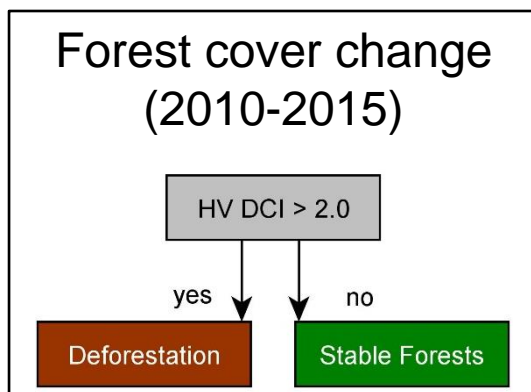 Forest cover change
(2010-2015)
HV DCI > 2.0
yes
no
Deforestation
Stable Forests